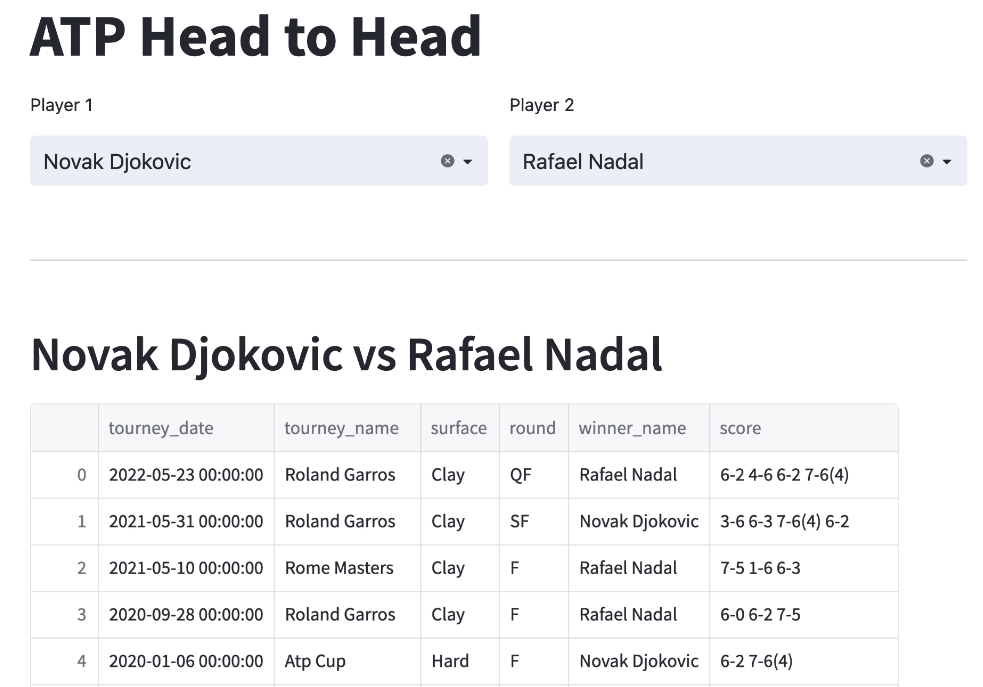 ATP Head to Head
Player 1 Player 2
Novak Djokovic Rafael Nadal
Novak Djokovic vs Rafael Nadal
tourney_date tourney_name surface round winner_name score
0 2022-05-23 00:00:00 Roland Garros Clay QF Rafael Nadal 6-2 4-6 6-2 7-6(4)
1 2021-05-31 00:00:00 Roland Garros Clay SF Novak Djokovic 3-6 6-3 7-6(4) 6-2
2 2021-05-10 00:00:00 Rome Masters Clay F Rafael Nadal 7-5 1-6 6-3
3 2020-09-28 00:00:00 Roland Garros Clay F Rafael Nadal 6-0 6-2 7-5
4 2020-01-06 00:00:00 Atp Cup Hard F Novak Djokovic 6-2 7-6(4)